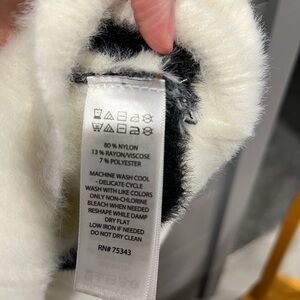 80 % NYLON
13 % RAYON/VISCOSE
7 % POLYESTER
MACHINE WASH COOL
- DELICATE CYCLE
WASH WITH LIKE COLORS
ONLY NON-CHLORINE
BLEACH WHEN NEEDED
RESHAPE WHILE DAMP
DRY FLAT
LOW IRON IF NEEDED
DO NOT DRY CLEAN
RN# 75343